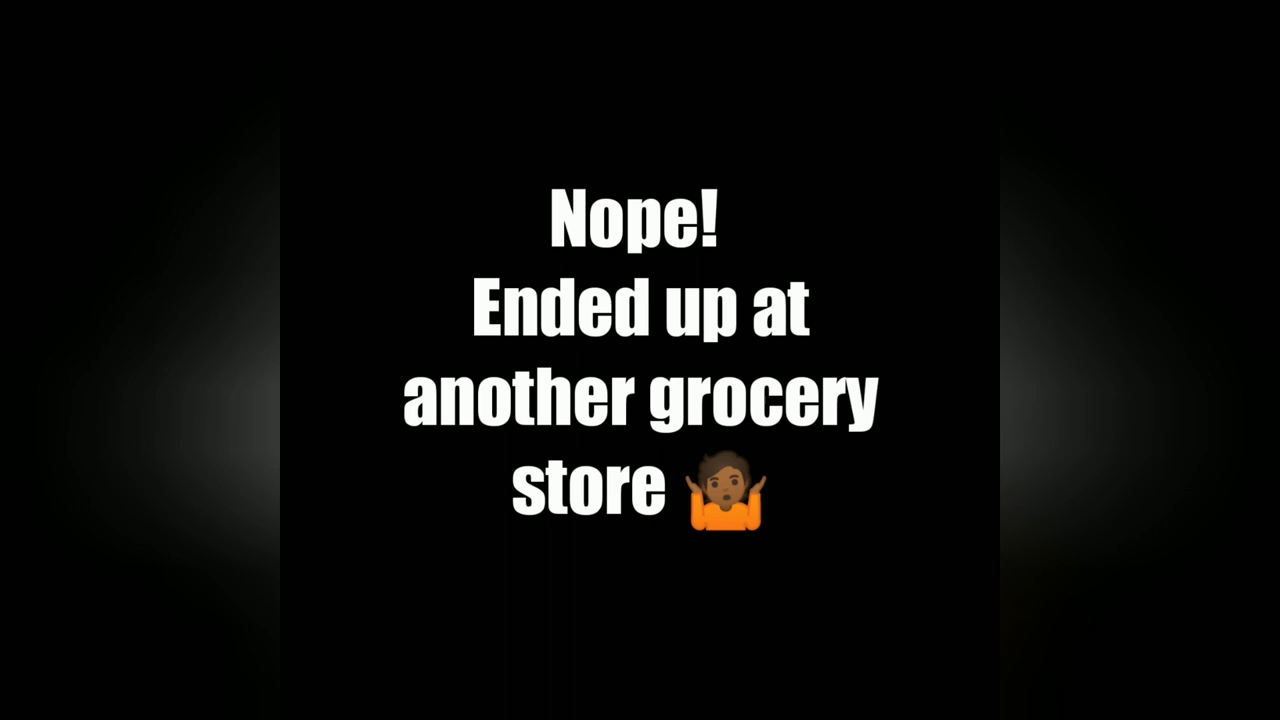 Nope!
Ended up at
another grocery
store 🤷🏾